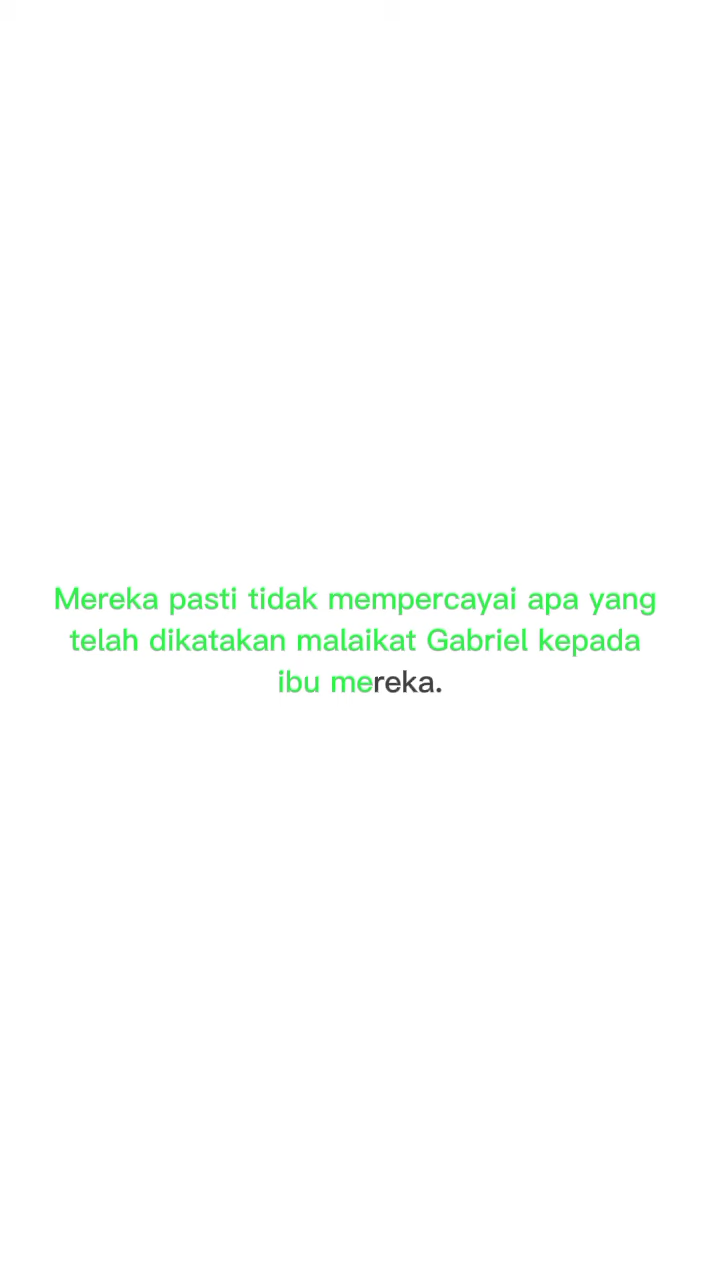 Mereka pasti tidak mempercayai apa yang
telah dikatakan malaikat Gabriel kepada
ibu mereka.